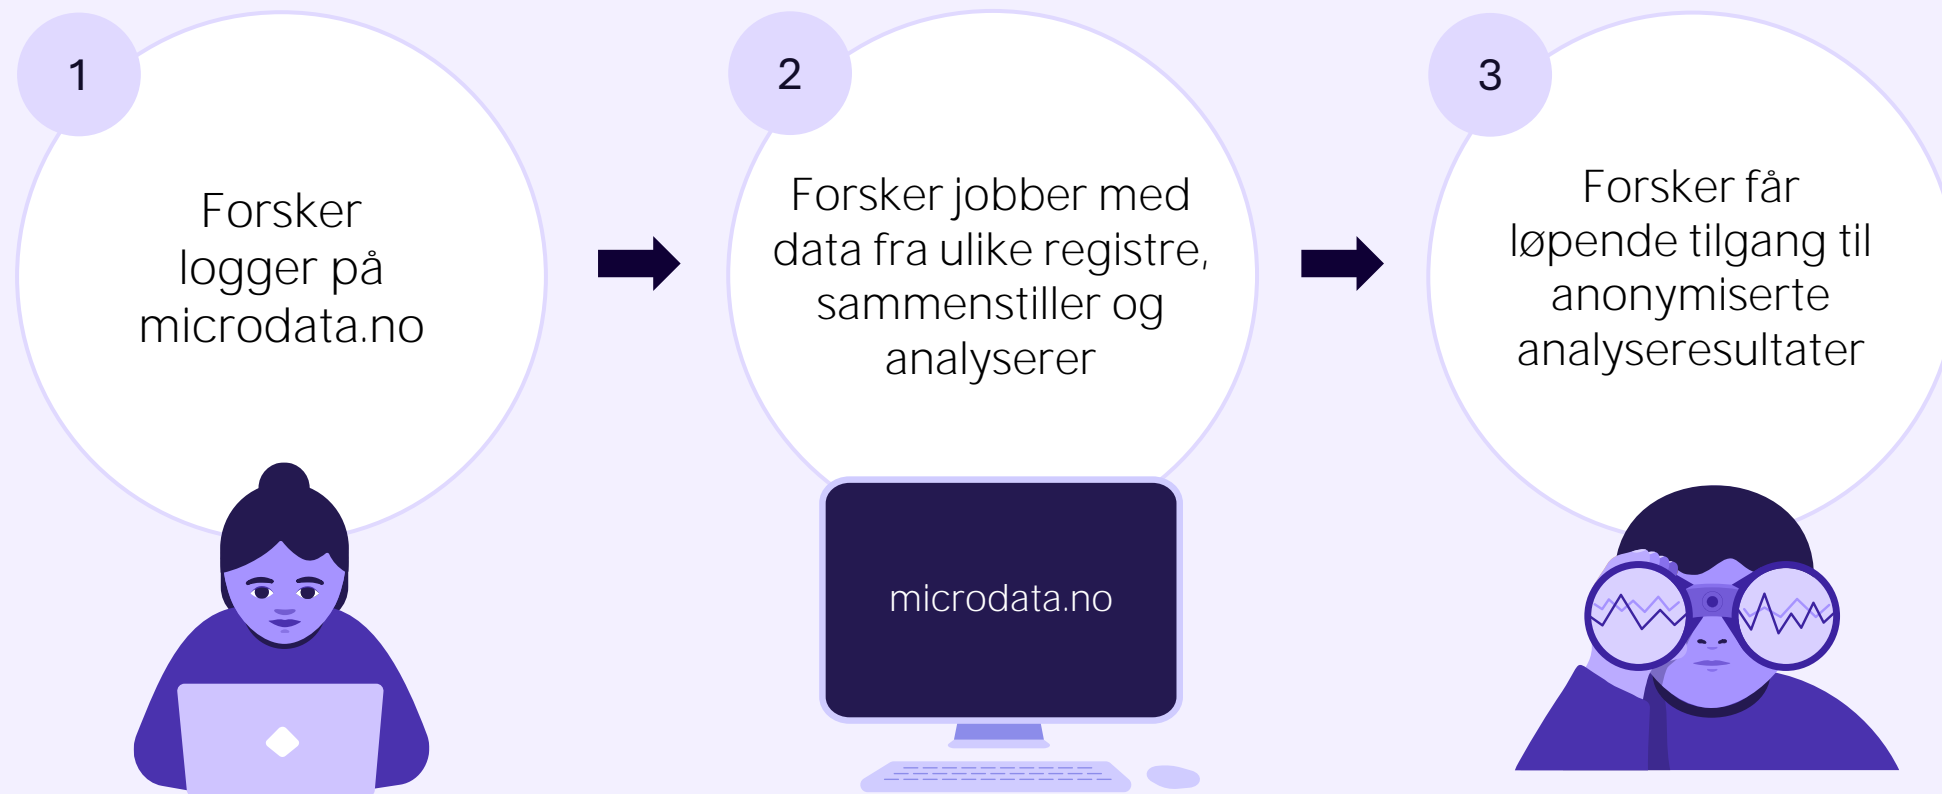 1
Forsker
logger på
microdata.no
2
Forsker jobber med
data fra ulike registre,
sammenstiller og
analyserer
microdata.no
3
Forsker får
løpende tilgang til
anonymiserte
analyseresultater